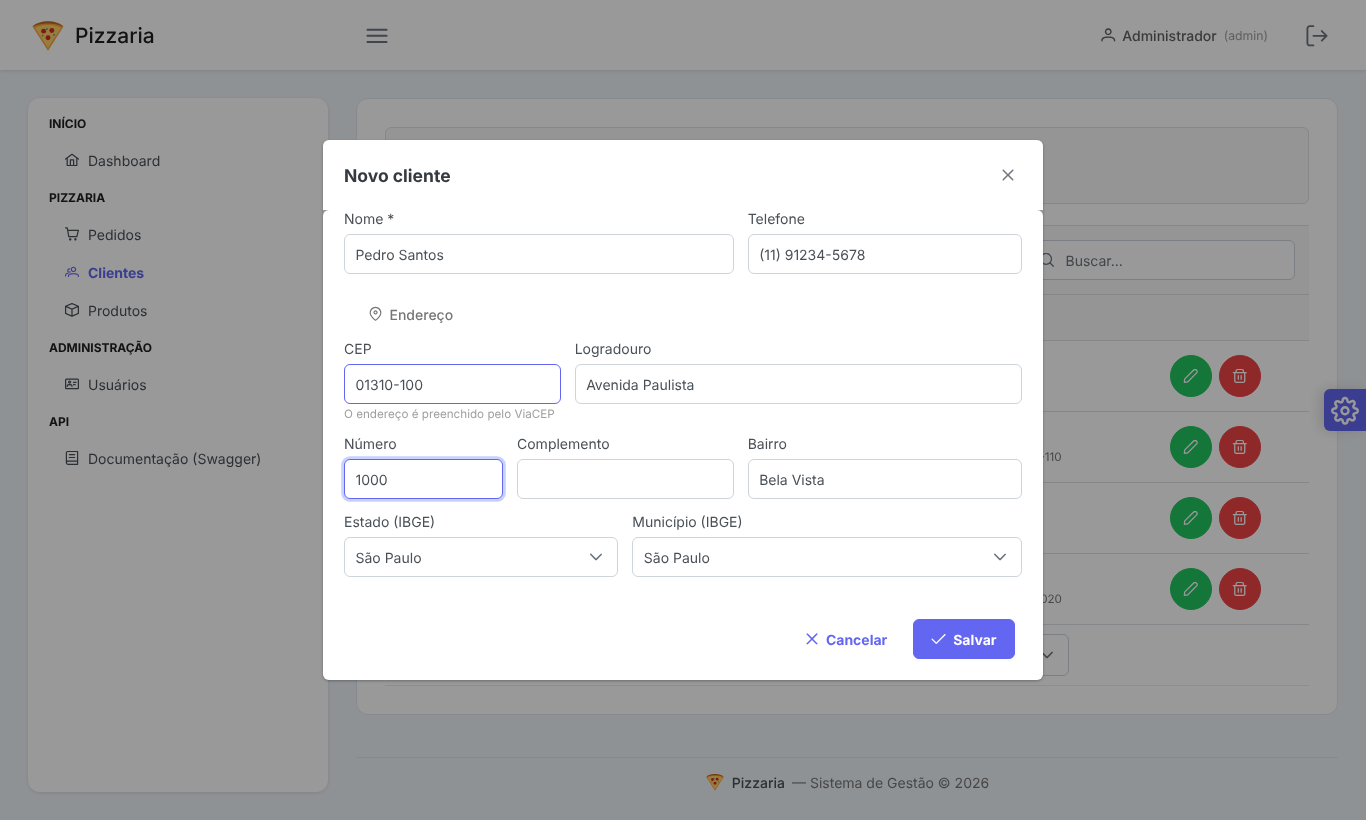 Pizzaria
Administrador (admin)
INÍCIO
Dashboard
PIZZARIA
Pedidos
Clientes
Produtos
ADMINISTRAÇÃO
Usuários
API
Documentação (Swagger)
Novo cliente
Nome *
Telefone
Pedro Santos
(11) 91234-5678
Buscar...
Endereço
CEP
Logradouro
01310-100
Avenida Paulista
O endereço é preenchido pelo ViaCEP
Número
Complemento
Bairro
1000
Bela Vista
Estado (IBGE)
Município (IBGE)
São Paulo
São Paulo
Cancelar
Salvar
Pizzaria — Sistema de Gestão © 2026